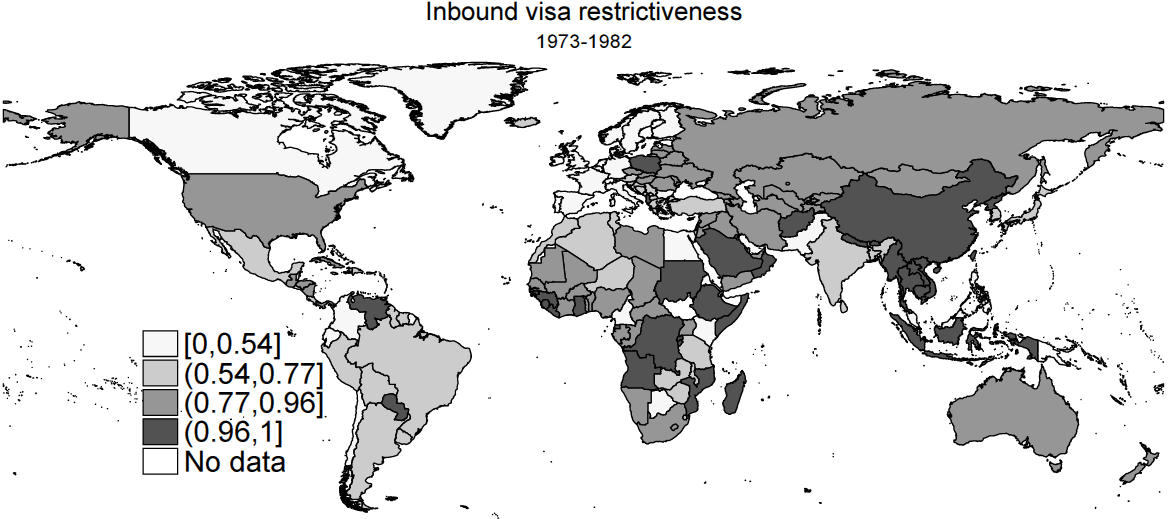 Inbound visa restrictiveness
1973-1982
[0,0.54]
(0.54,0.77]
(0.77,0.96]
(0.96,1]
No data